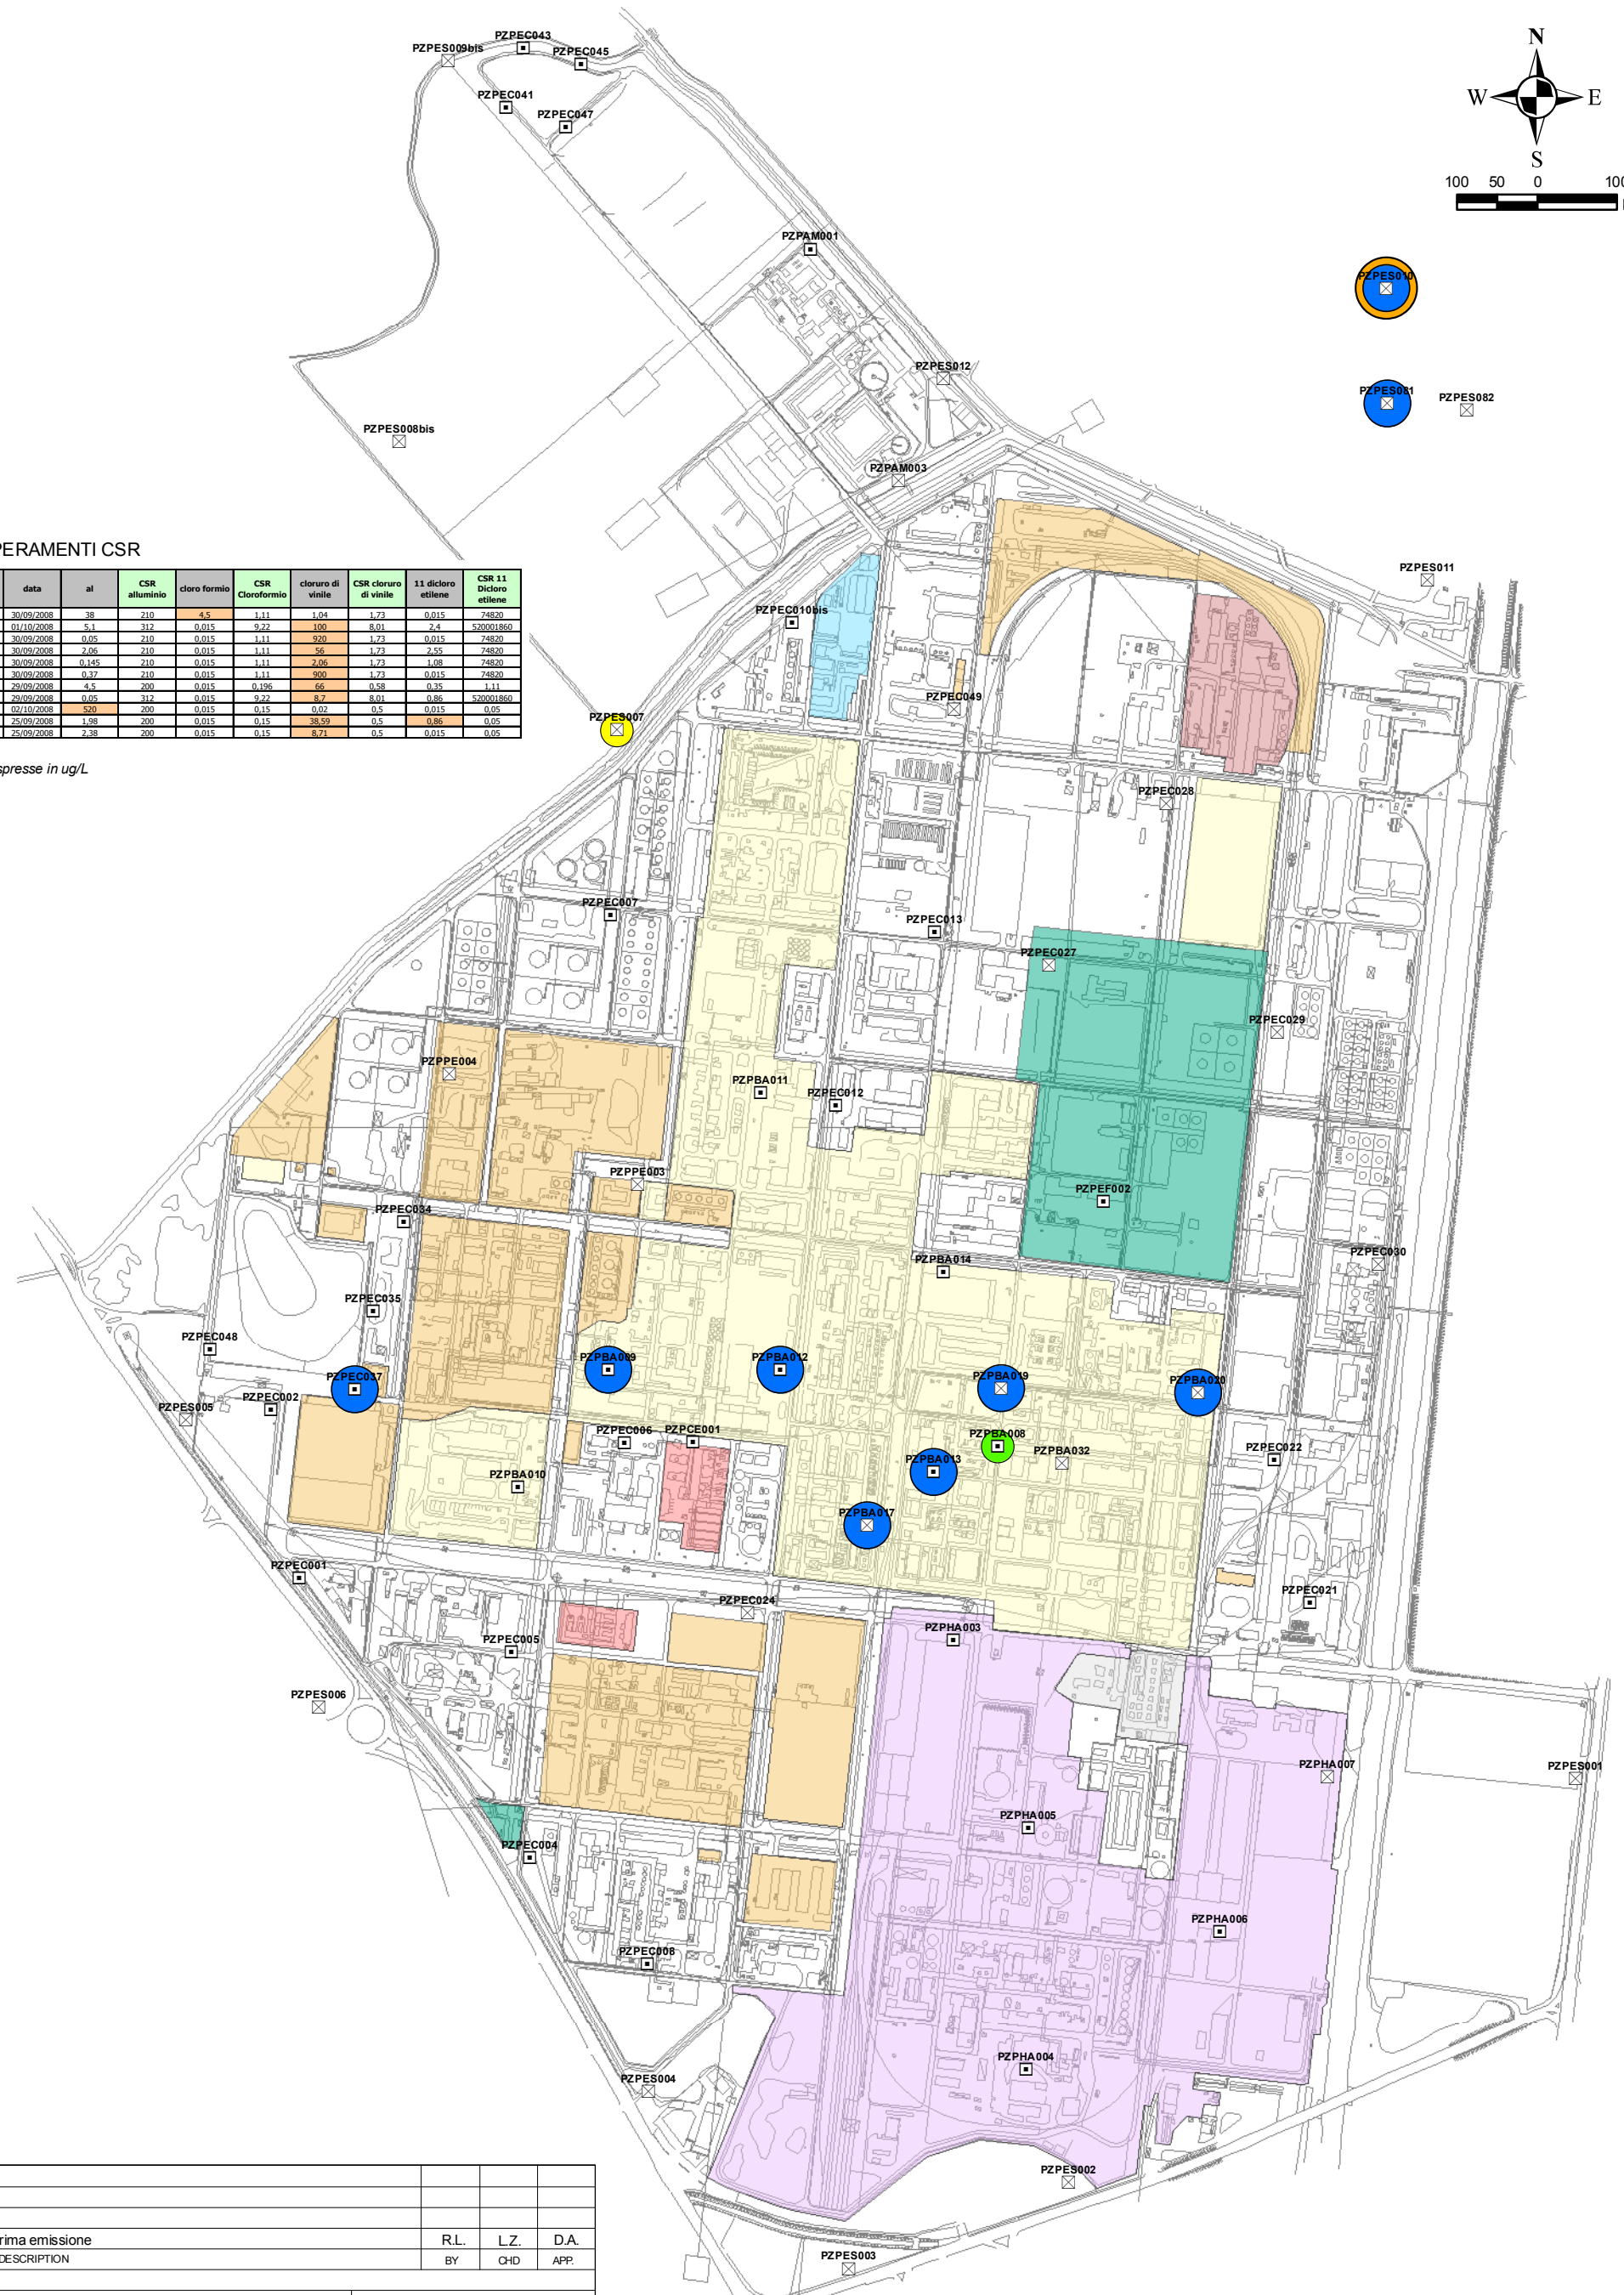 N
W E
S
100 50 0 100
PZPEC043
PZPES009bis
PZPEC045
PZPEC041
PZPEC047
PZPAM001
PZPES010
PZPES012
PZPES081
PZPES082
PZPES008bis
PZPAM003
PERAMENTI CSR
data al CSR alluminio cloro formio CSR Cloroformio cloruro di vinile CSR cloruro di vinile 11 dicloro etilene CSR 11 Dicloro etilene
30/09/2008 38 210 4,5 1,11 1,04 1,73 0,015 74820
01/10/2008 5,1 312 0,015 9,22 100 8,01 2,4 520001860
30/09/2008 0,05 210 0,015 1,11 920 1,73 0,015 74820
30/09/2008 2,06 210 0,015 1,11 56 1,73 2,55 74820
30/09/2008 0,145 210 0,015 1,11 2,06 1,73 1,08 74820
30/09/2008 0,37 210 0,015 1,11 900 1,73 0,015 74820
29/09/2008 4,5 200 0,015 0,196 66 0,58 0,35 1,11
29/09/2008 0,05 312 0,015 9,22 8,7 8,01 0,86 520001860
02/10/2008 520 200 0,015 0,15 0,02 0,5 0,015 0,05
25/09/2008 1,98 200 0,015 0,15 38,59 0,5 0,86 0,05
25/09/2008 2,38 200 0,015 0,15 8,71 0,5 0,015 0,05
spresse in ug/L
PZPES011
PZPEC010bis
PZPEC049
PZPES007
PZPEC028
PZPEC007
PZPEC013
PZPEC027
PZPEC029
PZPPE004
PZPBA011
PZPEC012
PZPPE003
PZPEF002
PZPEC034
PZPEC030
PZPBA014
PZPEC035
PZPEC048
PZPBA009
PZPBA012
PZPBA019
PZPBA020
PZPEC037
PZPEC002
PZPES005
PZPEC006
PZPCE001
PZPBA008
PZPBA032
PZPEC022
PZPBA013
PZPBA010
PZPBA017
PZPEC001
PZPEC021
PZPEC024
PZPHA003
PZPEC005
PZPES006
PZPHA007
PZPES001
PZPHA005
PZPEC004
PZPHA006
PZPEC008
PZPHA004
PZPES004
PZPES002
PZPES003
rima emissione R.L. L.Z. D.A.
DESCRIPTION BY CHD APP.